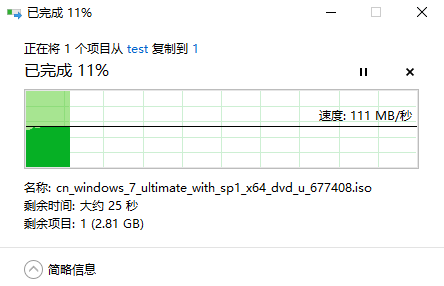 已完成 11%
正在将 1 个项目从 test 复制到 1
已完成 11%
速度: 111 MB/秒
名称: cn_windows_7_ultimate_with_sp1_x64_dvd_u_677408.iso
剩余时间: 大约 25 秒
剩余项目: 1 (2.81 GB)
简略信息